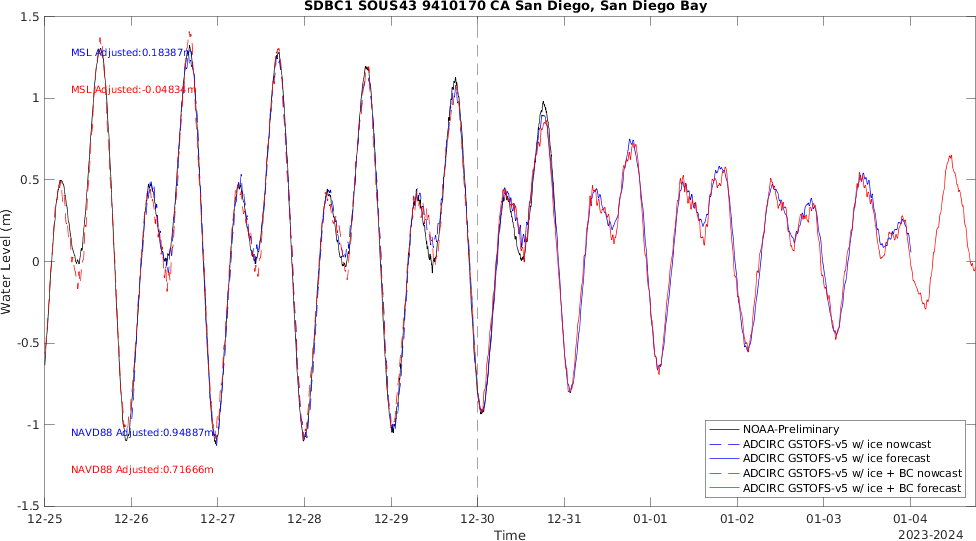 SDBC1 SOUS43 9410170 CA San Diego, San Diego Bay
Water Level (m)
1.5
1
0.5
0
-0.5
-1
-1.5
MSL Adjusted:0.18387m
MSL Adjusted:-0.04834m
NAVD88 Adjusted:0.94887m
NAVD88 Adjusted:0.71666m
NOAA-Preliminary
ADCIRC GSTOFS-v5 w/ ice nowcast
ADCIRC GSTOFS-v5 w/ ice forecast
ADCIRC GSTOFS-v5 w/ ice + BC nowcast
ADCIRC GSTOFS-v5 w/ ice + BC forecast
12-25 12-26 12-27 12-28 12-29 12-30 12-31 01-01 01-02 01-03 01-04
Time
2023-2024